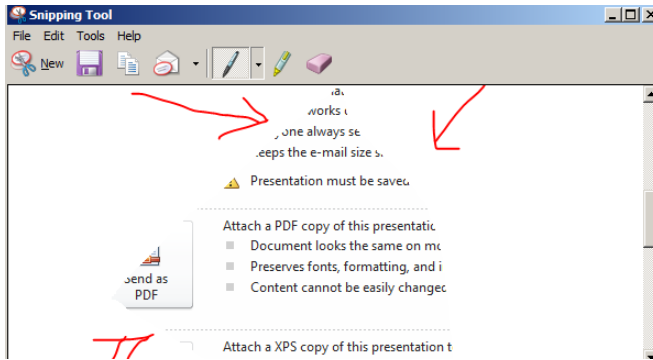 Snipping Tool
File Edit Tools Help
New
works
one always se
eeps the e-mail size
Presentation must be saved
Attach a PDF copy of this presentatic
Send as
PDF
Document looks the same on mo
Preserves fonts, formatting, and i
Content cannot be easily changed
Attach a XPS copy of this presentation t